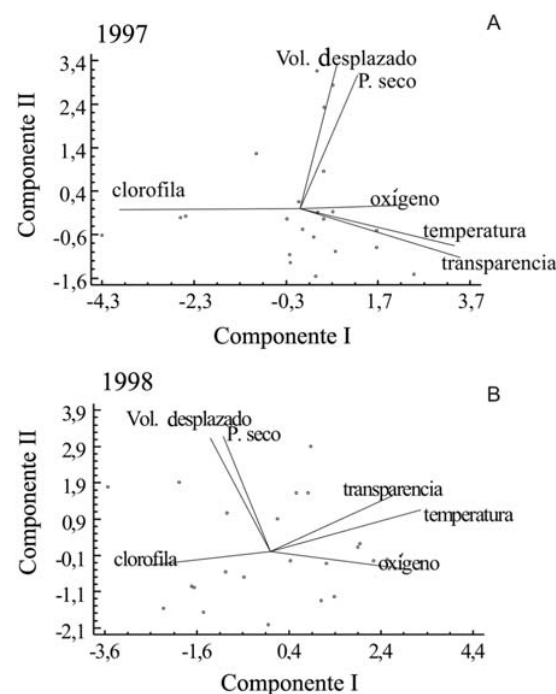 1997
A
3,4
Vol. desplazado
P. seco
2,4
Componente II
1,4
0,4
clorofila
oxígeno
temperatura
-0,6
transparencia
-1,6
-4,3 -2,3 -0,3 1,7 3,7
Componente I
1998
B
3,9
Vol. desplazado
P. seco
2,9
Componente II
1,9
transparencia
0,9
temperatura
-0,1
clorofila
oxígeno
-1,1
-2,1
-3,6 -1,6 0,4 2,4 4,4
Componente I